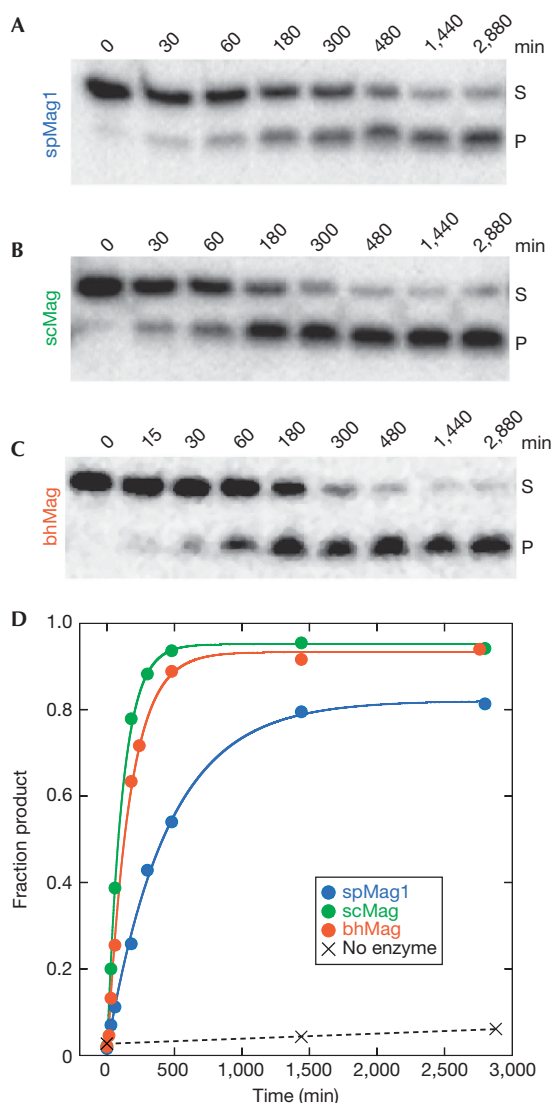 A
0 30 60 180 300 480 1,440 2,880 min
spMag1
S
P
B
0 30 60 180 300 480 1,440 2,880 min
scMag
S
P
C
0 15 30 60 180 300 480 1,440 2,880 min
bhMag
S
P
D
1.0
0.8
0.6
0.4
0.2
0
Fraction product
spMag1
scMag
bhMag
No enzyme
0 500 1,000 1,500 2,000 2,500 3,000
Time (min)